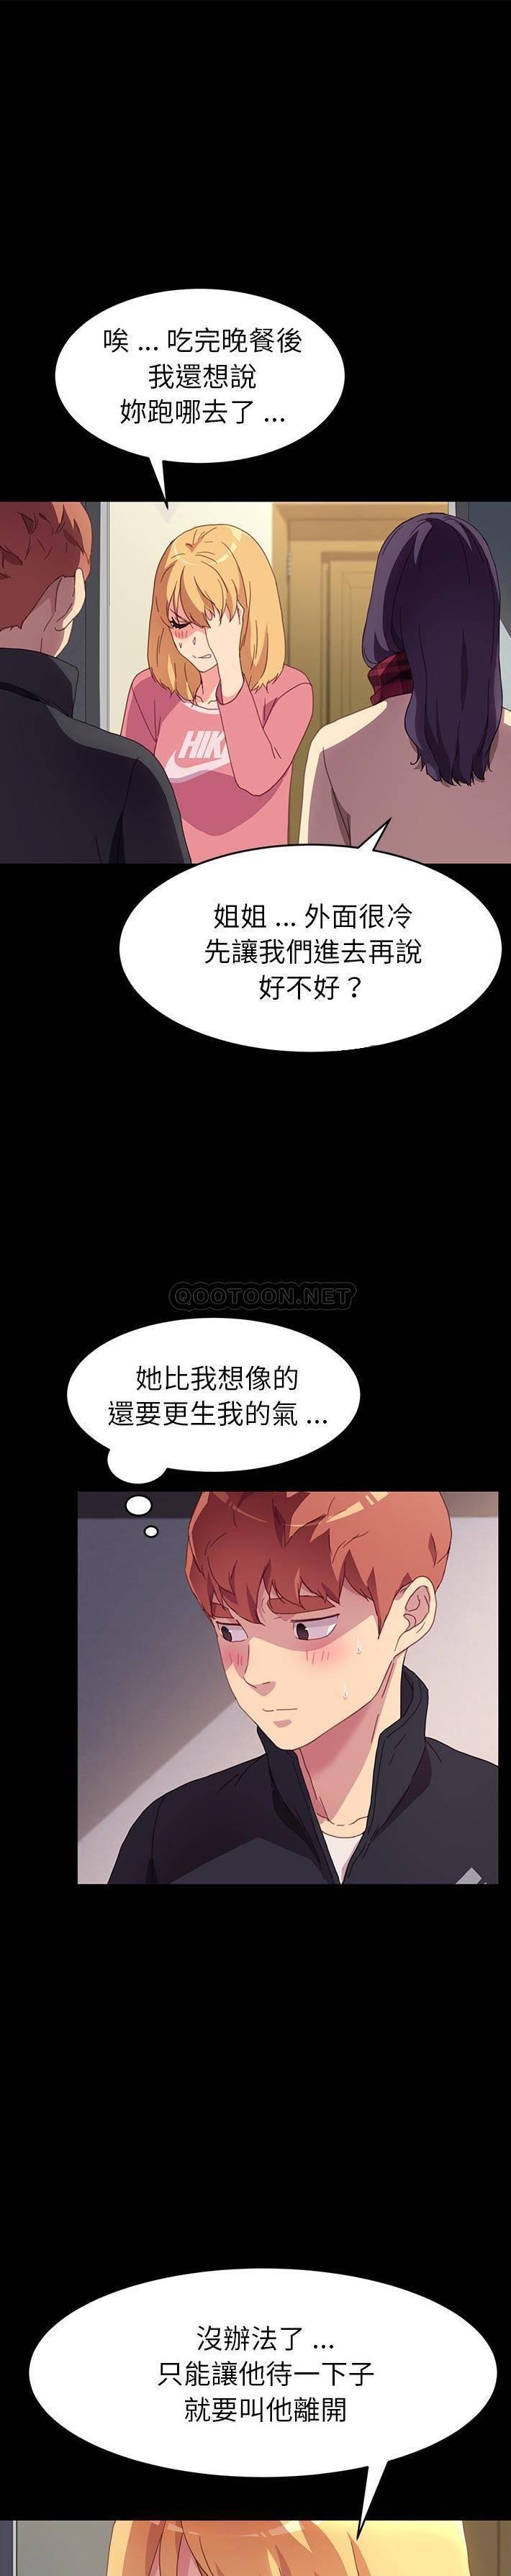 唉 ... 吃完晚餐後
我還想說
妳跑哪去了 ...
HIK
姐姐 ... 外面很冷
先讓我們進去再說
好不好？
QOOTOON.NET
她比我想像的
還要更生我的氣 ...
沒辦法了 ...
只能讓他待一下子
就要叫他離開